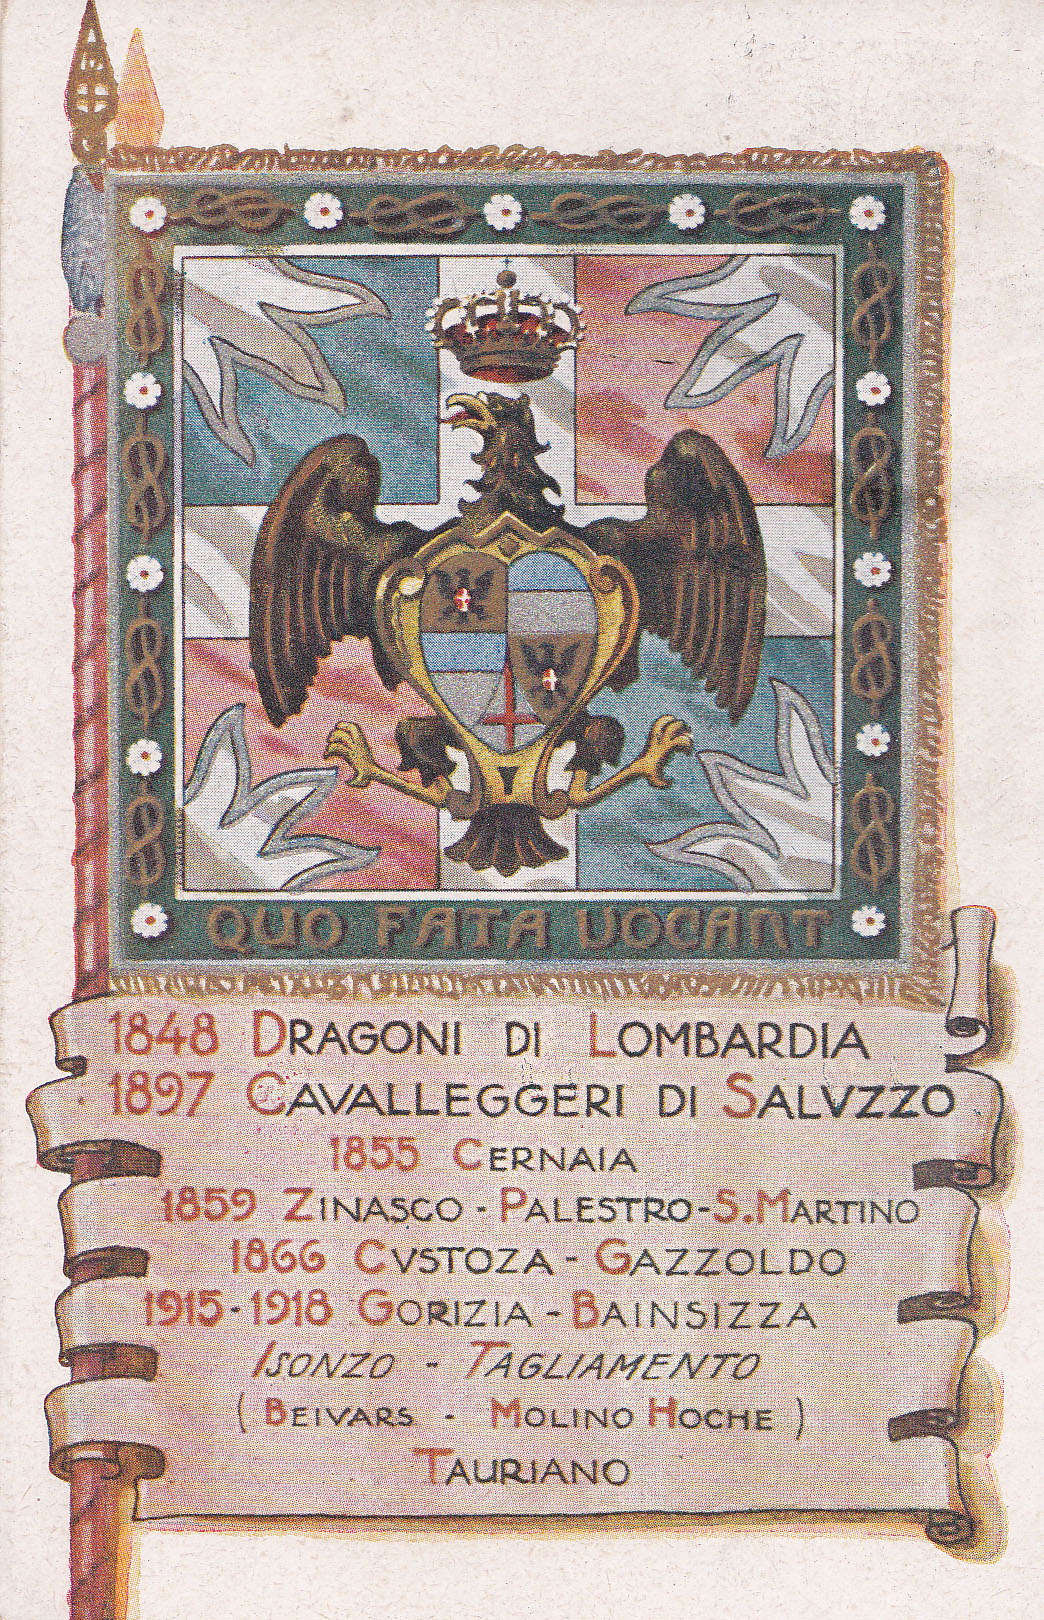 QUO FATA VOCANT
1848 DRAGONI DI LOMBARDIA
1897 CAVALLEGGERI DI SALVZZO
1855 CERNAIA
1859 ZINASCO - PALESTRO - S. MARTINO
1866 CVSTOZA - GAZZOLDO
1915-1918 GORIZIA - BAINSIZZA
ISONZO - TAGLIAMENTO
( BEIVARS - MOLINO HOCHE )
TAURIANO